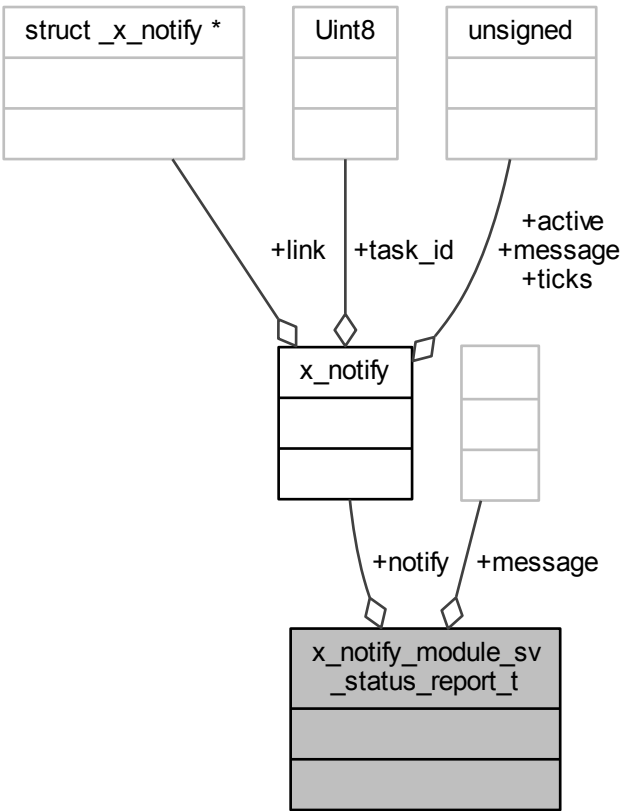 struct _x_notify *
Uint8
unsigned
+link
+task_id
+active
+message
+ticks
x_notify
+notify
+message
x_notify_module_sv
_status_report_t